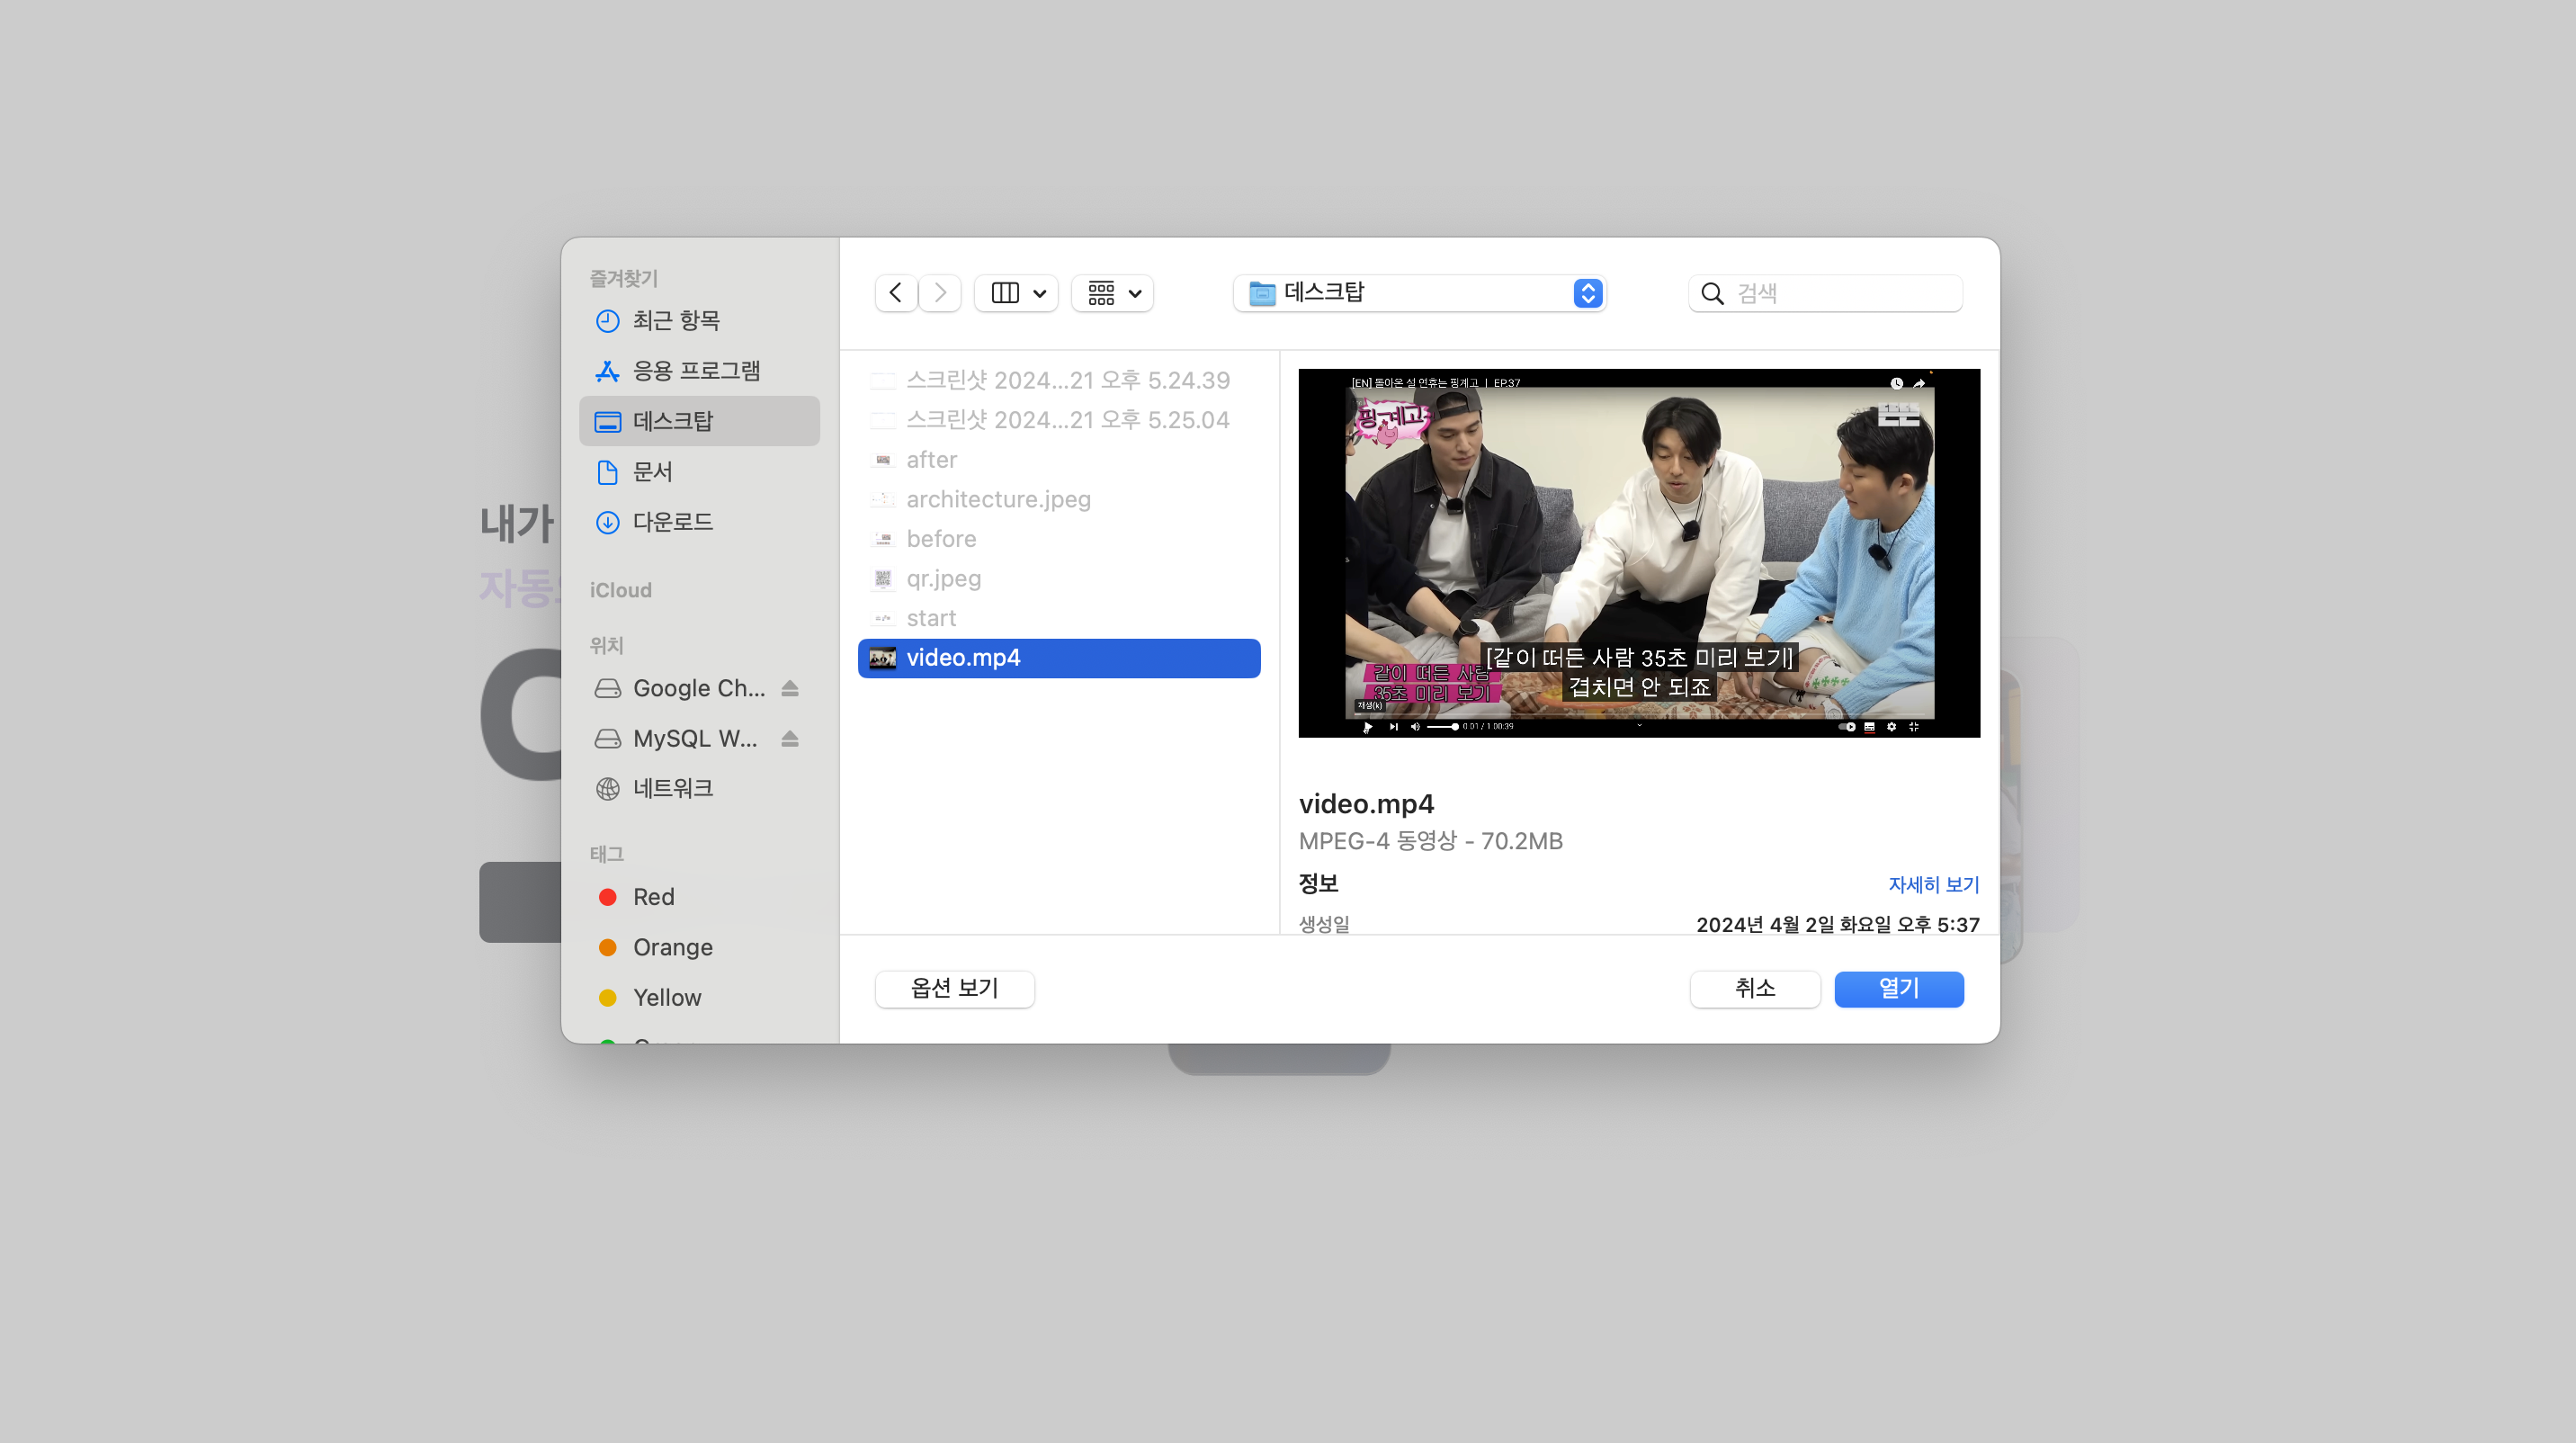 내가
자동
C
즐겨찾기
최근 항목
응용 프로그램
데스크탑
문서
다운로드
iCloud
위치
Google Ch...
MySQL W...
네트워크
태그
Red
Orange
Yellow
데스크탑
검색
스크린샷 2024...21 오후 5.24.39
스크린샷 2024...21 오후 5.25.04
after
architecture.jpeg
before
qr.jpeg
start
video.mp4
[EN] 돌아온 설 연휴는 핑계고 | EP.37
핑계고
[같이 떠든 사람 35초 미리 보기]
겹치면 안 되죠
같이 떠든 사람
35초 미리 보기
재생(k)
0:01 / 1:00:39
video.mp4
MPEG-4 동영상 - 70.2MB
정보
자세히 보기
생성일
2024년 4월 2일 화요일 오후 5:37
옵션 보기
취소
열기